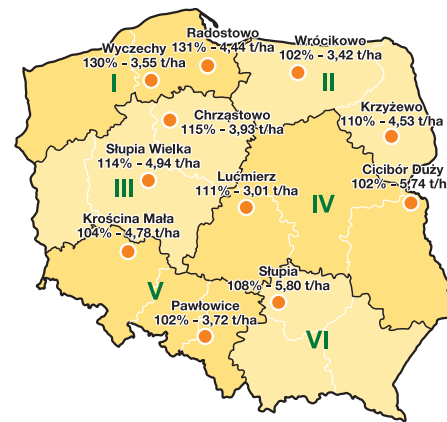 Radostowo
131% - 4,44 t/ha
Wyczechy
130% - 3,55 t/ha
Wrócikowo
102% - 3,42 t/ha
I
II
Krzyżewo
110% - 4,53 t/ha
Chrząstowo
115% - 3,93 t/ha
Słupia Wielka
114% - 4,94 t/ha
Lućmierz
111% - 3,01 t/ha
Cicibór Duży
102% - 5,74 t/h
III
IV
Krościna Mała
104% - 4,78 t/ha
Słupia
108% - 5,80 t/ha
V
Pawłowice
102% - 3,72 t/ha
VI